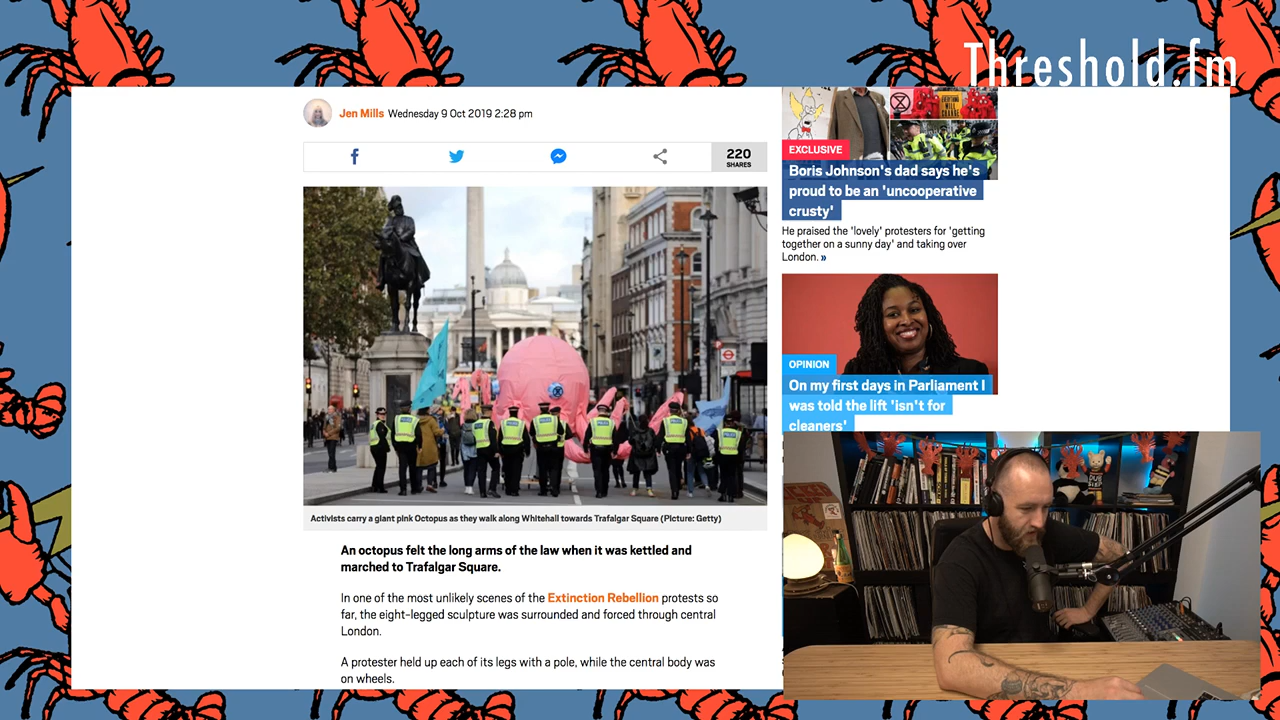 Threshold.fm
Jen Mills Wednesday 9 Oct 2019 2:28 pm
220
SHARES
Activists carry a giant pink Octopus as they walk along Whitehall towards Trafalgar Square (Picture: Getty)
An octopus felt the long arms of the law when it was kettled and
marched to Trafalgar Square.
In one of the most unlikely scenes of the Extinction Rebellion protests so
far, the eight-legged sculpture was surrounded and forced through central
London.
A protester held up each of its legs with a pole, while the central body was
on wheels.
EXCLUSIVE
Boris Johnson's dad says he's
proud to be an 'uncooperative
crusty'
He praised the 'lovely' protesters for 'getting
together on a sunny day' and taking over
London. »
OPINION
On my first days in Parliament I
was told the lift 'isn't for
cleaners'